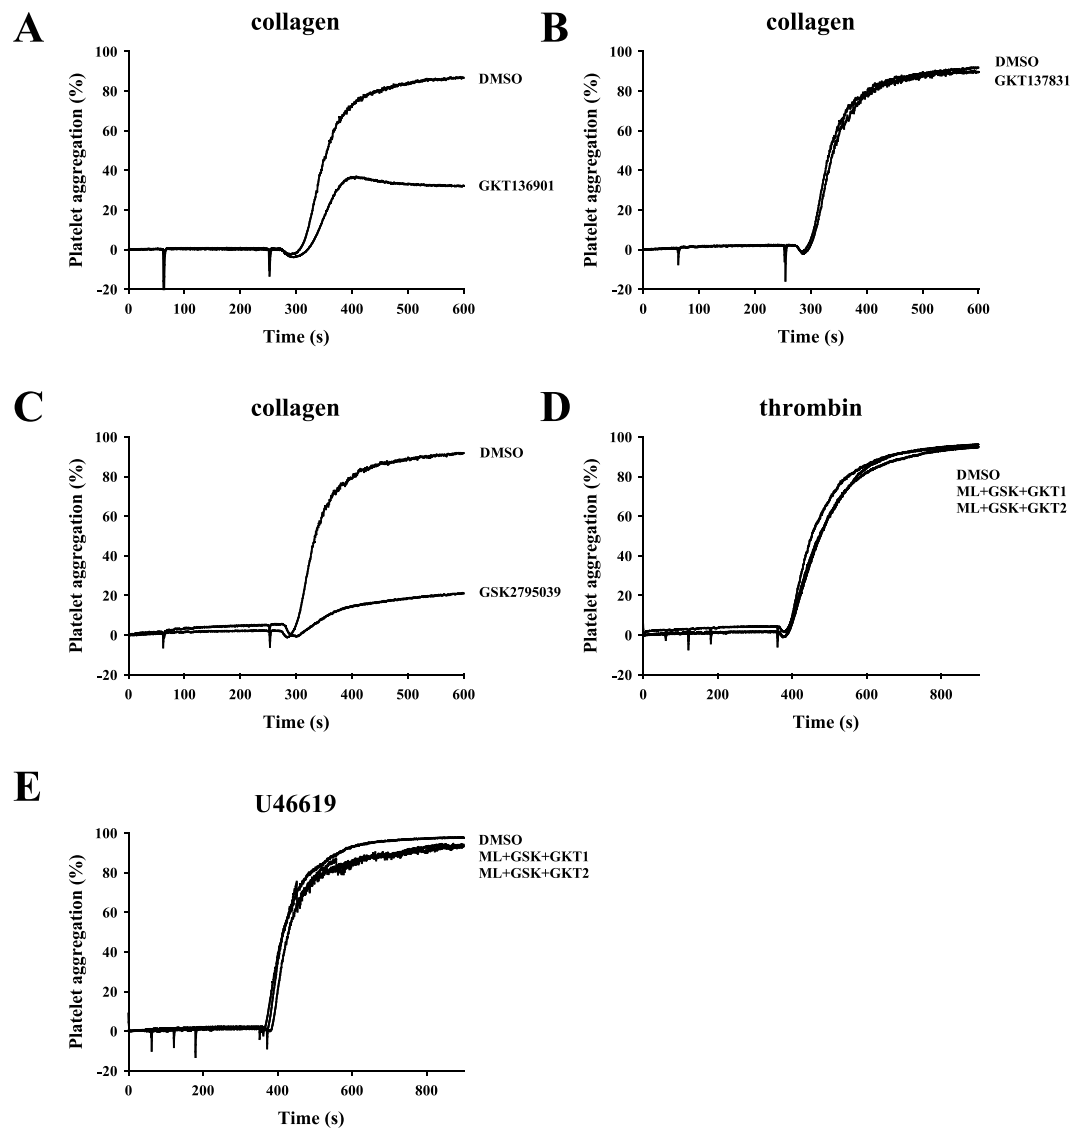 A
collagen
Platelet aggregation (%)
100
80
60
40
20
0
-20
DMSO
GKT136901
0 100 200 300 400 500 600
Time (s)
B
collagen
Platelet aggregation (%)
100
80
60
40
20
0
-20
DMSO
GKT137831
0 100 200 300 400 500 600
Time (s)
C
collagen
Platelet aggregation (%)
100
80
60
40
20
0
-20
DMSO
GSK2795039
0 100 200 300 400 500 600
Time (s)
D
thrombin
Platelet aggregation (%)
100
80
60
40
20
0
-20
DMSO
ML+GSK+GKT1
ML+GSK+GKT2
0 200 400 600 800
Time (s)
E
U46619
Platelet aggregation (%)
100
80
60
40
20
0
-20
DMSO
ML+GSK+GKT1
ML+GSK+GKT2
0 200 400 600 800
Time (s)